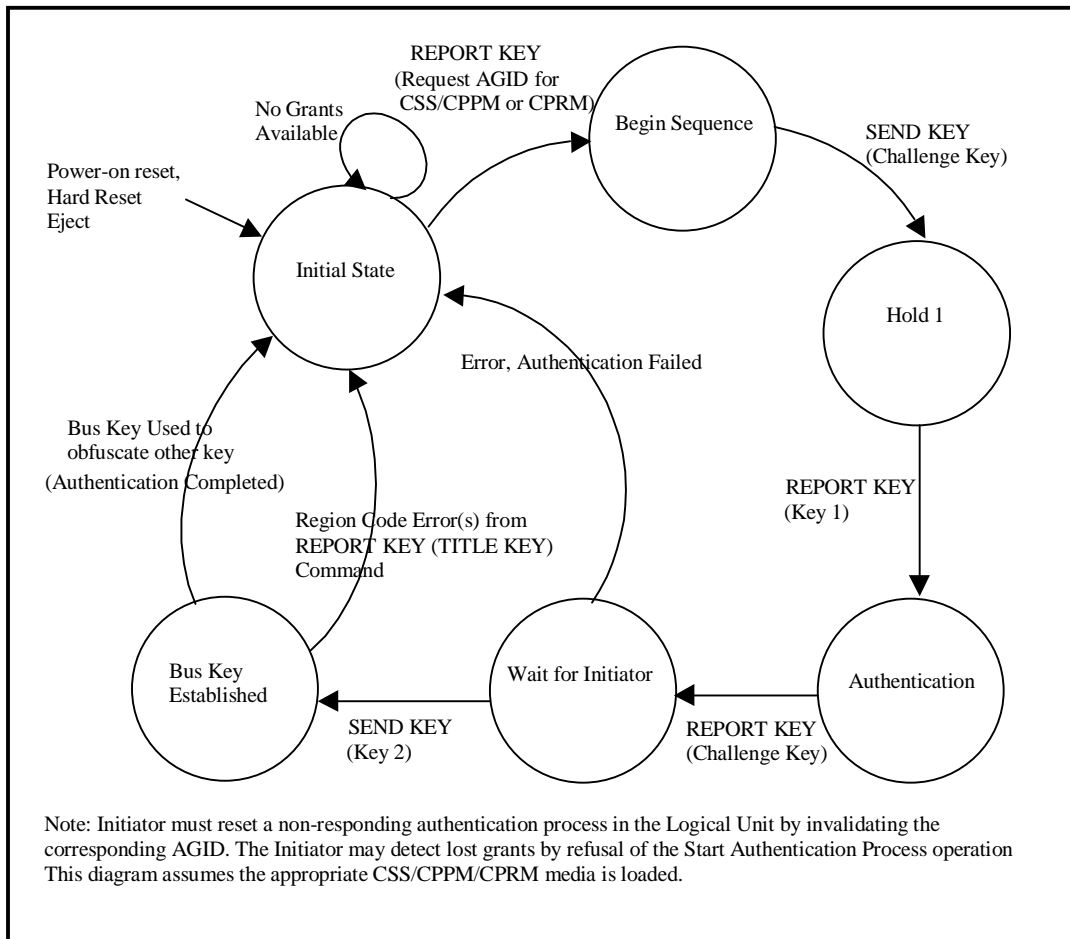 REPORT KEY
(Request AGID for
CSS/CPPM or CPRM)
No Grants
Available
Begin Sequence
SEND KEY
(Challenge Key)
Power-on reset,
Hard Reset
Eject
Initial State
Hold 1
Error, Authentication Failed
Bus Key Used to
obfuscate other key
(Authentication Completed)
REPORT KEY
(Key 1)
Region Code Error(s) from
REPORT KEY (TITLE KEY)
Command
Bus Key
Established
Wait for Initiator
Authentication
SEND KEY
(Key 2)
REPORT KEY
(Challenge Key)
Note: Initiator must reset a non-responding authentication process in the Logical Unit by invalidating the
corresponding AGID. The Initiator may detect lost grants by refusal of the Start Authentication Process operation
This diagram assumes the appropriate CSS/CPPM/CPRM media is loaded.